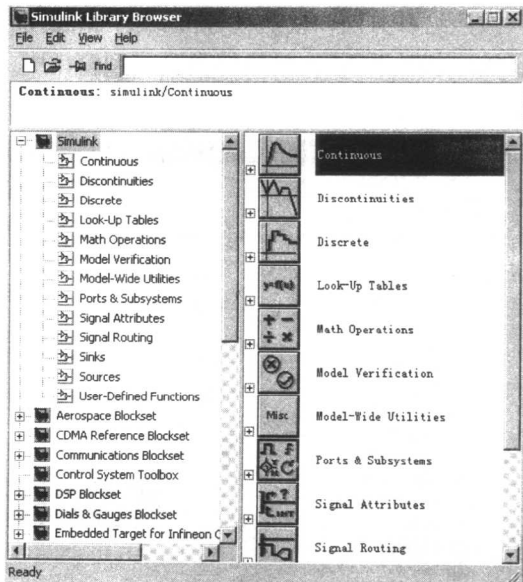 Simulink Library Browser
File Edit View Help
Find
Continuous: simulink/Continuous
Simulink
Continuous
Discontinuities
Discrete
Look-Up Tables
Math Operations
Model Verification
Model-Wide Utilities
Ports & Subsystems
Signal Attributes
Signal Routing
Sinks
Sources
User-Defined Functions
Aerospace Blockset
CDMA Reference Blockset
Communications Blockset
Control System Toolbox
DSP Blockset
Dials & Gauges Blockset
Embedded Target for Infineon C
Continuous
Discontinuities
Discrete
y=f(u) Look-Up Tables
+ − ÷ × Math Operations
Model Verification
Misc Model-Wide Utilities
Ports & Subsystems
Signal Attributes
Signal Routing
Ready